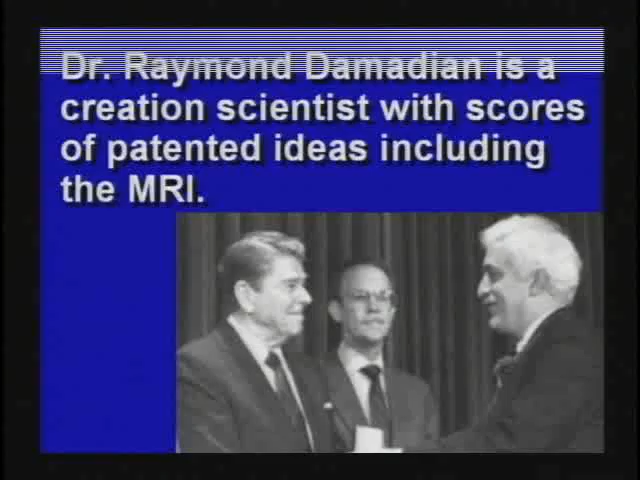 Dr. Raymond Damadian is a
creation scientist with scores
of patented ideas including
the MRI.